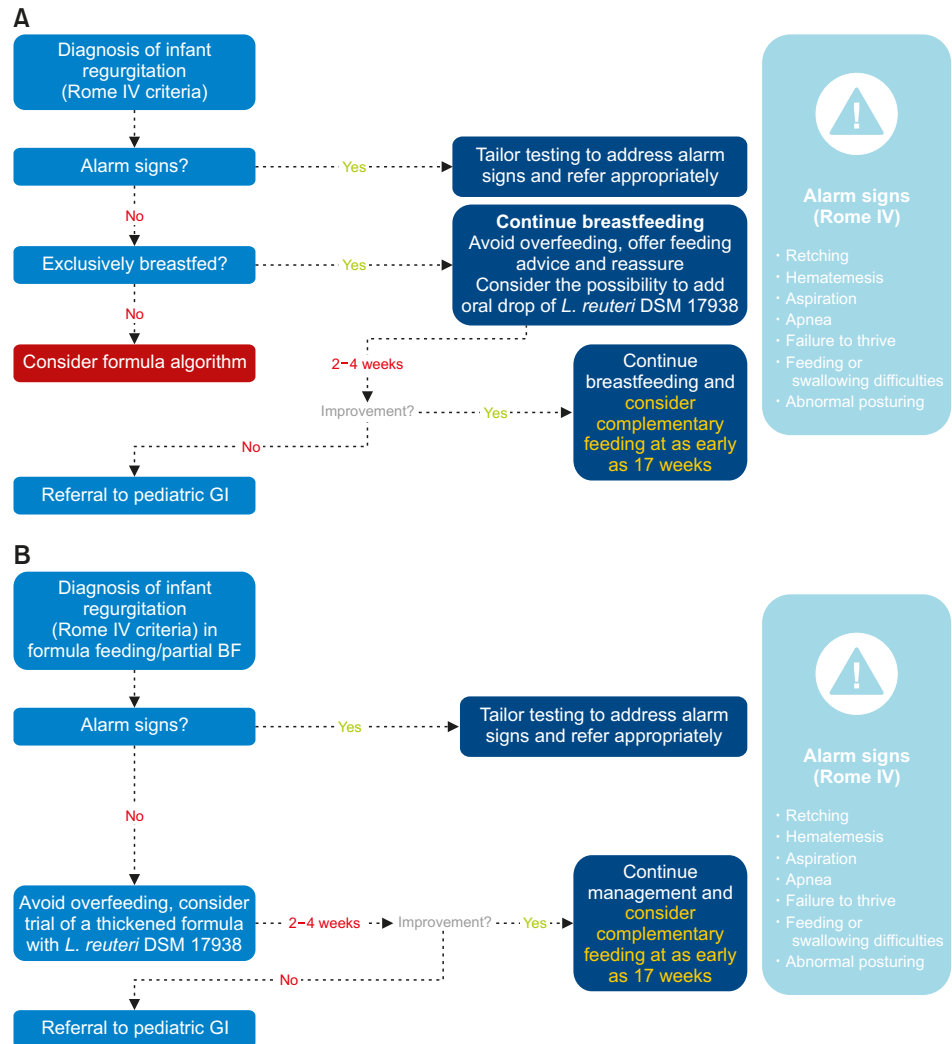 A
Diagnosis of infant
regurgitation
(Rome IV criteria)
Alarm signs?
Yes
Tailor testing to address alarm
signs and refer appropriately
No
Exclusively breastfed?
Yes
Continue breastfeeding
Avoid overfeeding, offer feeding
advice and reassure
Consider the possibility to add
oral drop of L. reuteri DSM 17938
No
Consider formula algorithm
2−4 weeks
Improvement?
Yes
Continue
breastfeeding and
consider
complementary
feeding at as early
as 17 weeks
No
Referral to pediatric GI
Alarm signs
(Rome IV)
· Retching
· Hematemesis
· Aspiration
· Apnea
· Failure to thrive
· Feeding or
swallowing difficulties
· Abnormal posturing
B
Diagnosis of infant
regurgitation
(Rome IV criteria) in
formula feeding/partial BF
Alarm signs?
Yes
Tailor testing to address alarm
signs and refer appropriately
No
Avoid overfeeding, consider
trial of a thickened formula
with L. reuteri DSM 17938
2−4 weeks
Improvement?
Yes
Continue
management and
consider
complementary
feeding at as early
as 17 weeks
No
Referral to pediatric GI
Alarm signs
(Rome IV)
· Retching
· Hematemesis
· Aspiration
· Apnea
· Failure to thrive
· Feeding or
swallowing difficulties
· Abnormal posturing